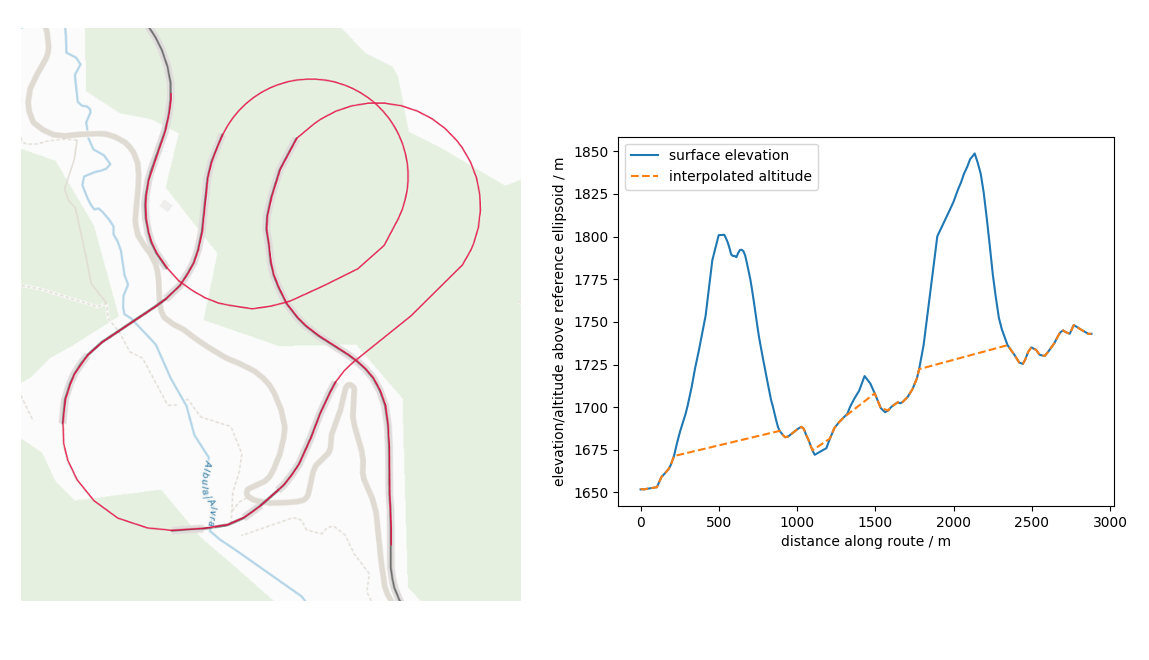 Albula/Alvra
surface elevation
interpolated altitude
elevation/altitude above reference ellipsoid / m
1850
1825
1800
1775
1750
1725
1700
1675
1650
0 500 1000 1500 2000 2500 3000
distance along route / m